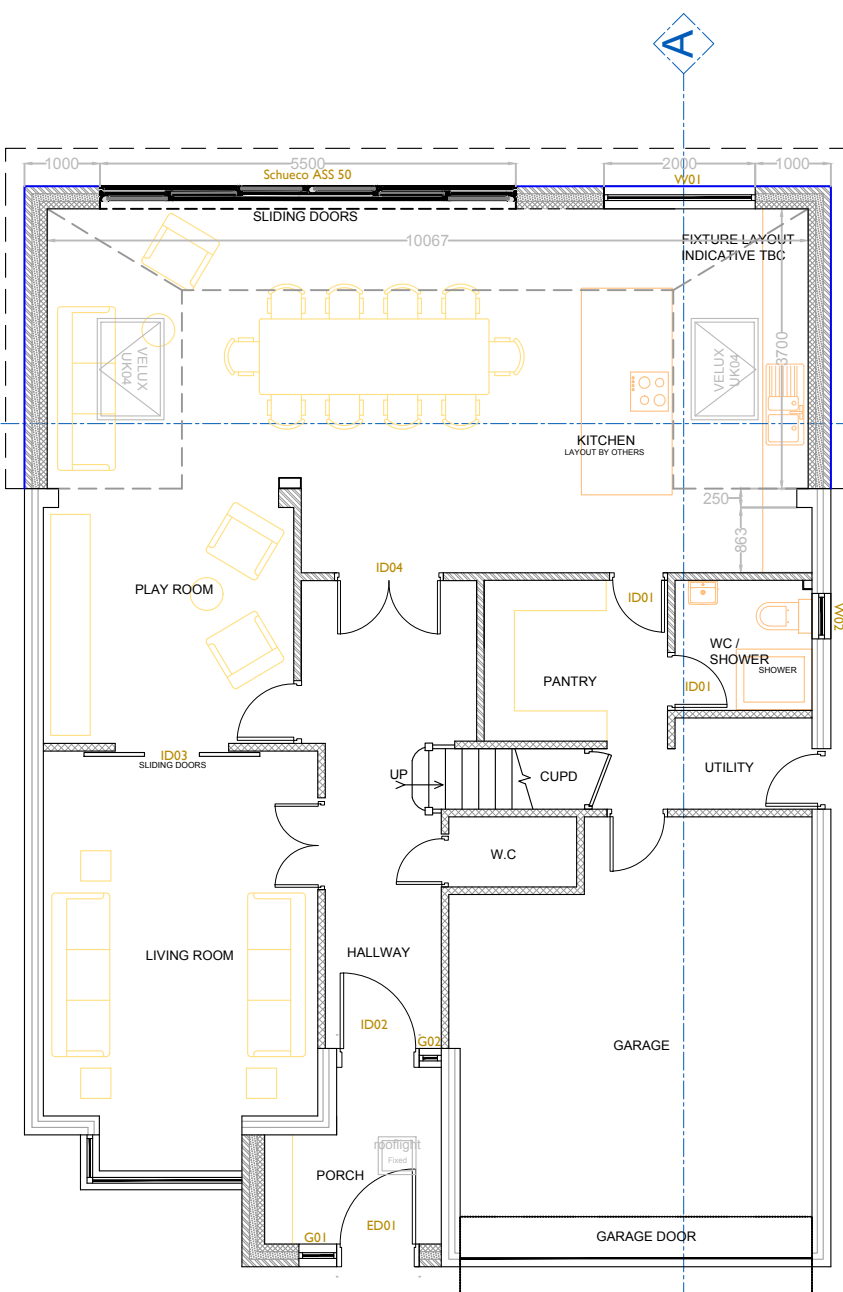 A
1000
5500
2000
1000
Schueco ASS 50
W01
SLIDING DOORS
10067
FIXTURE LAYOUT
INDICATIVE TBC
VELUX
UK04
VELUX
UK04
3700
KITCHEN
LAYOUT BY OTHERS
250
863
ID04
PLAY ROOM
ID01
W02
WC /
SHOWER
SHOWER
ID01
PANTRY
ID03
SLIDING DOORS
UP
CUPD
UTILITY
W.C
LIVING ROOM
HALLWAY
ID02
G02
GARAGE
rooflight
Fixed
PORCH
ED01
G01
GARAGE DOOR